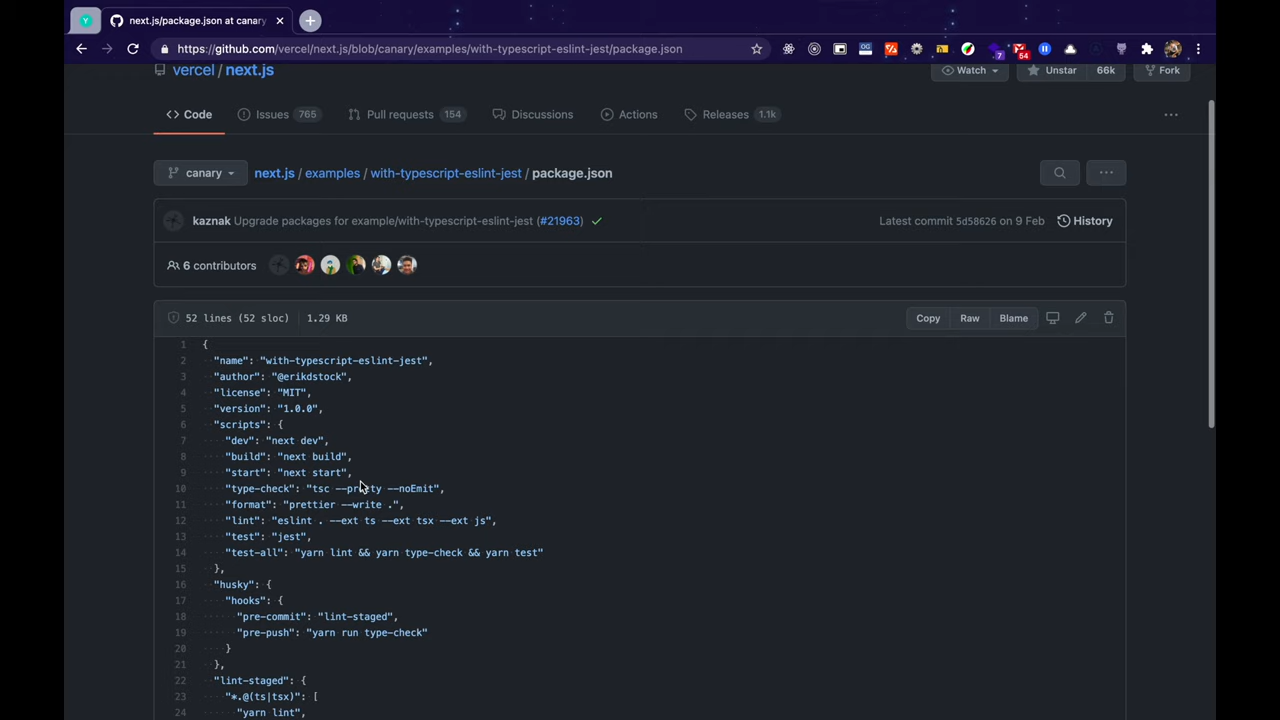 next.js/package.json at canary
https://github.com/vercel/next.js/blob/canary/examples/with-typescript-eslint-jest/package.json
7
54
vercel / next.js
Watch
Unstar 66k
Fork
<> Code
Issues 765
Pull requests 154
Discussions
Actions
Releases 1.1k
canary
next.js / examples / with-typescript-eslint-jest / package.json
kaznak Upgrade packages for example/with-typescript-eslint-jest (#21963)
Latest commit 5d58626 on 9 Feb
History
6 contributors
52 lines (52 sloc) | 1.29 KB
Copy Raw Blame
1 {
2 "name": "with-typescript-eslint-jest",
3 "author": "@erikdstock",
4 "license": "MIT",
5 "version": "1.0.0",
6 "scripts": {
7 "dev": "next dev",
8 "build": "next build",
9 "start": "next start",
10 "type-check": "tsc --pretty --noEmit",
11 "format": "prettier --write .",
12 "lint": "eslint . --ext ts --ext tsx --ext js",
13 "test": "jest",
14 "test-all": "yarn lint && yarn type-check && yarn test"
15 },
16 "husky": {
17 "hooks": {
18 "pre-commit": "lint-staged",
19 "pre-push": "yarn run type-check"
20 }
21 },
22 "lint-staged": {
23 "*.@(ts|tsx)": [
24 "yarn lint",